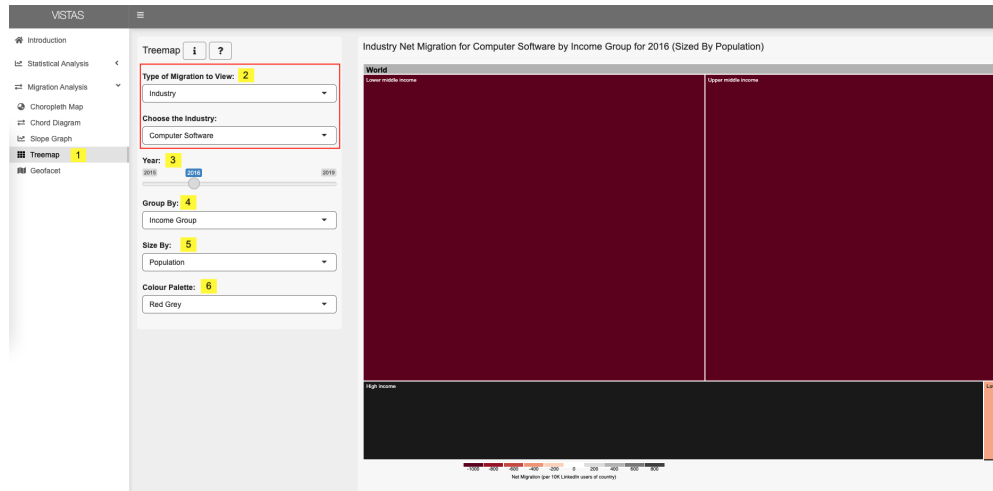 VISTAS
Introduction
Statistical Analysis
Migration Analysis
Choropleth Map
Chord Diagram
Slope Graph
Treemap 1
Geofacet
Treemap i ?
Type of Migration to View: 2
Industry
Choose the Industry:
Computer Software
Year: 3
2015 2016 2019
Group By: 4
Income Group
Size By: 5
Population
Colour Palette: 6
Red Grey
Industry Net Migration for Computer Software by Income Group for 2016 (Sized By Population)
World
Lower middle income Upper middle income
High income Lo
-1000 -800 -600 -400 -200 0 200 400 600 800
Net Migration (per 10K LinkedIn users of country)